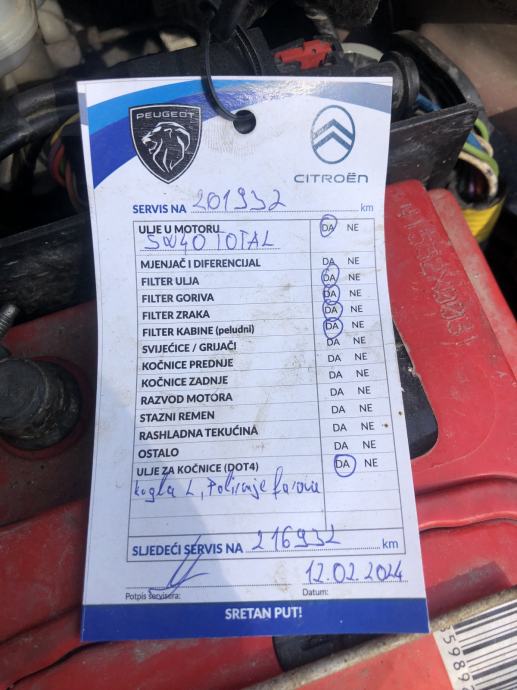 PEUGEOT
CITROËN
SERVIS NA 201932 km
ULJE U MOTORU DA NE
5W40 TOTAL
MJENJAČ I DIFERENCIJAL DA NE
FILTER ULJA DA NE
FILTER GORIVA DA NE
FILTER ZRAKA DA NE
FILTER KABINE (peludni) DA NE
SVIJEĆICE / GRIJAČI DA NE
KOČNICE PREDNJE DA NE
KOČNICE ZADNJE DA NE
RAZVOD MOTORA DA NE
STAZNI REMEN DA NE
RASHLADNA TEKUĆINA DA NE
OSTALO DA NE
ULJE ZA KOČNICE (DOT4) DA NE
kugla L, Poliranje farova
SLJEDEĆI SERVIS NA 216932 km
12.02.2024
Potpis servisera: Datum:
SRETAN PUT!